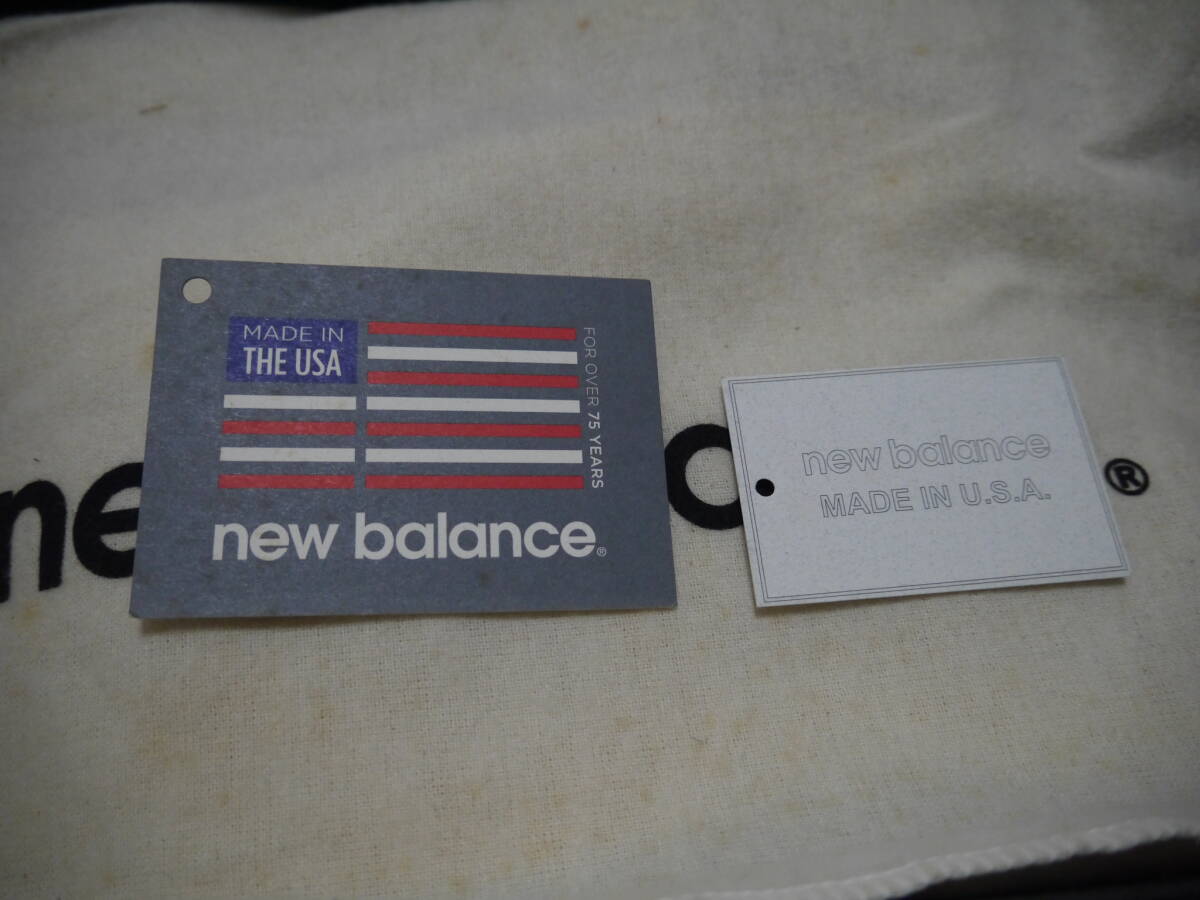 MADE IN
THE USA
FOR OVER 75 YEARS
new balance®
new balance
MADE IN U.S.A.
ne
®